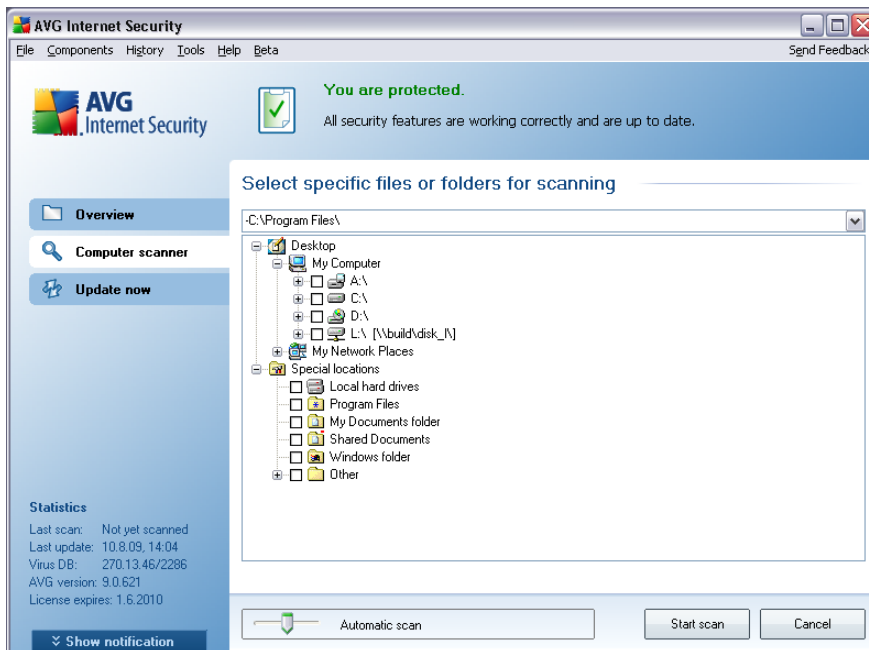 AVG Internet Security
File Components History Tools Help Beta Send Feedback
AVG
Internet Security
You are protected.
All security features are working correctly and are up to date.
Overview
Computer scanner
Update now
Select specific files or folders for scanning
-C:\Program Files\
Desktop
My Computer
A:\
C:\
D:\
L:\ [\\build\disk_l\]
My Network Places
Special locations
Local hard drives
Program Files
My Documents folder
Shared Documents
Windows folder
Other
Statistics
Last scan: Not yet scanned
Last update: 10.8.09, 14:04
Virus DB: 270.13.46/2286
AVG version: 9.0.621
License expires: 1.6.2010
Show notification
Automatic scan
Start scan
Cancel